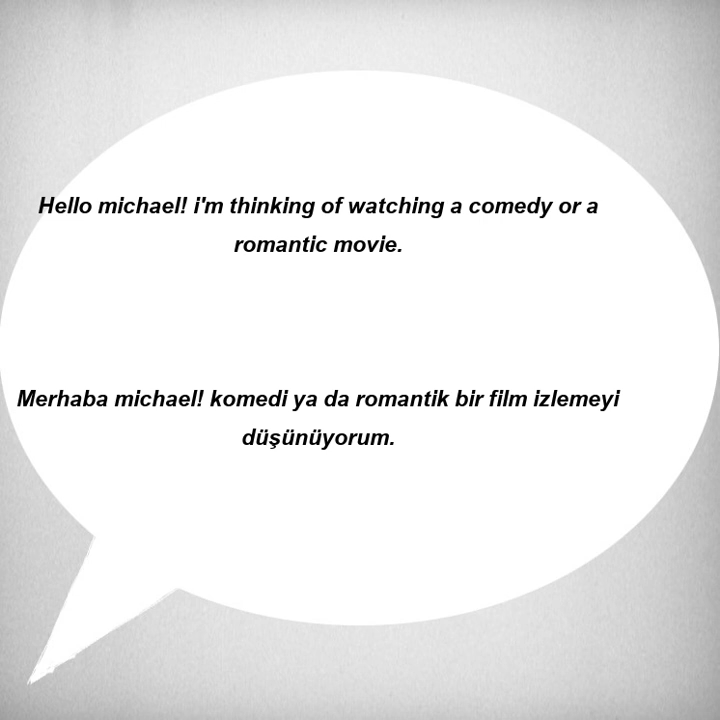 Hello michael! i'm thinking of watching a comedy or a
romantic movie.
Merhaba michael! komedi ya da romantik bir film izlemeyi
düşünüyorum.